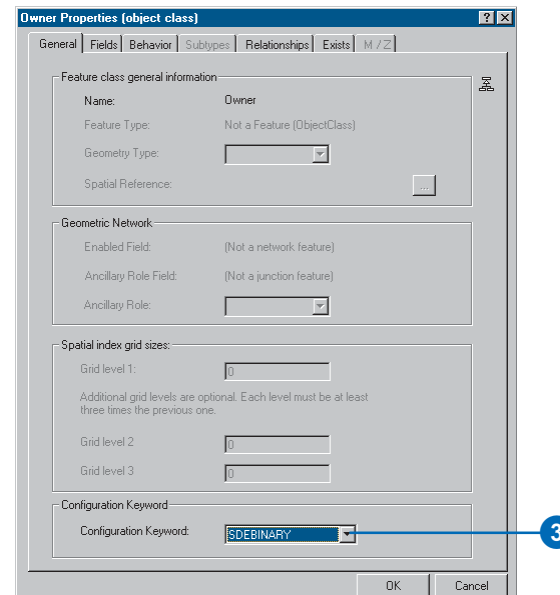 Owner Properties (object class)
General Fields Behavior Subtypes Relationships Exists M / Z
Feature class general information
Name: Owner
Feature Type: Not a Feature (ObjectClass)
Geometry Type:
Spatial Reference: ...
Geometric Network
Enabled Field: (Not a network feature)
Ancillary Role Field: (Not a junction feature)
Ancillary Role:
Spatial index grid sizes:
Grid level 1: 0
Additional grid levels are optional. Each level must be at least
three times the previous one.
Grid level 2 0
Grid level 3 0
Configuration Keyword
Configuration Keyword: SDEBINARY
3
OK Cancel